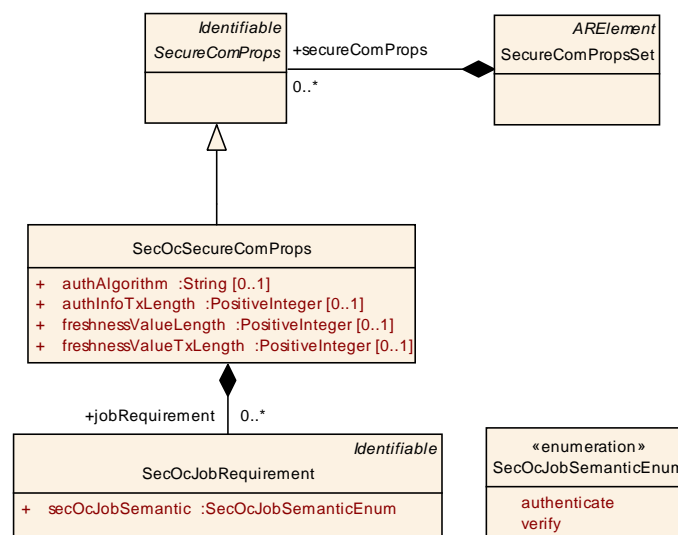 Identifiable
SecureComProps
+secureComProps
0..*
ARElement
SecureComPropsSet
SecOcSecureComProps
+ authAlgorithm :String [0..1]
+ authInfoTxLength :PositiveInteger [0..1]
+ freshnessValueLength :PositiveInteger [0..1]
+ freshnessValueTxLength :PositiveInteger [0..1]
+jobRequirement 0..*
Identifiable
SecOcJobRequirement
+ secOcJobSemantic :SecOcJobSemanticEnum
«enumeration»
SecOcJobSemanticEnum
authenticate
verify